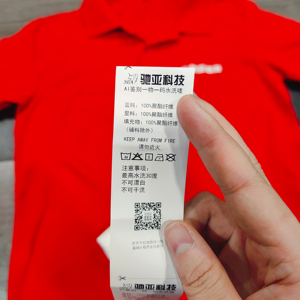 驰亚科技
AI鉴别一物一码水洗唛
面料：100%聚酯纤维
里料：100%聚酯纤维
填充物：100%聚酯纤维
（辅料除外）
KEEP AWAY FROM FIRE
请勿近火
注意事项：
最高水洗30度
不可漂白
不可干洗
驰亚科技